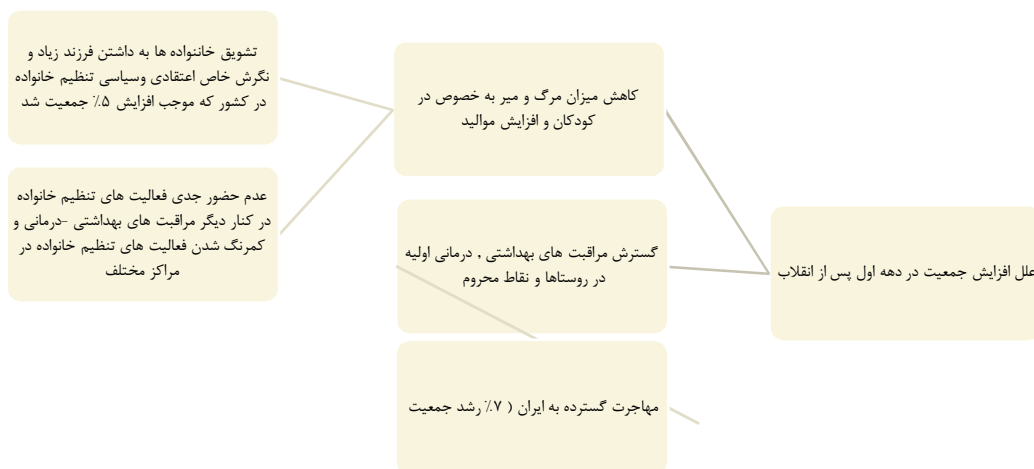 علل افزایش جمعیت در دهه اول پس از انقلاب
کاهش میزان مرگ و میر به خصوص در
کودکان و افزایش موالید
تشویق خاننواده ها به داشتن فرزند زیاد و
نگرش خاص اعتقادی وسیاسی تنظیم خانواده
در کشور که موجب افزایش ۵٪ جمعیت شد
عدم حضور جدی فعالیت های تنظیم خانواده
در کنار دیگر مراقبت های بهداشتی -درمانی و
کمرنگ شدن فعالیت های تنظیم خانواده در
مراکز مختلف
گسترش مراقبت های بهداشتی , درمانی اولیه
در روستاها و نقاط محروم
مهاجرت گسترده به ایران ( ۷٪ رشد جمعیت